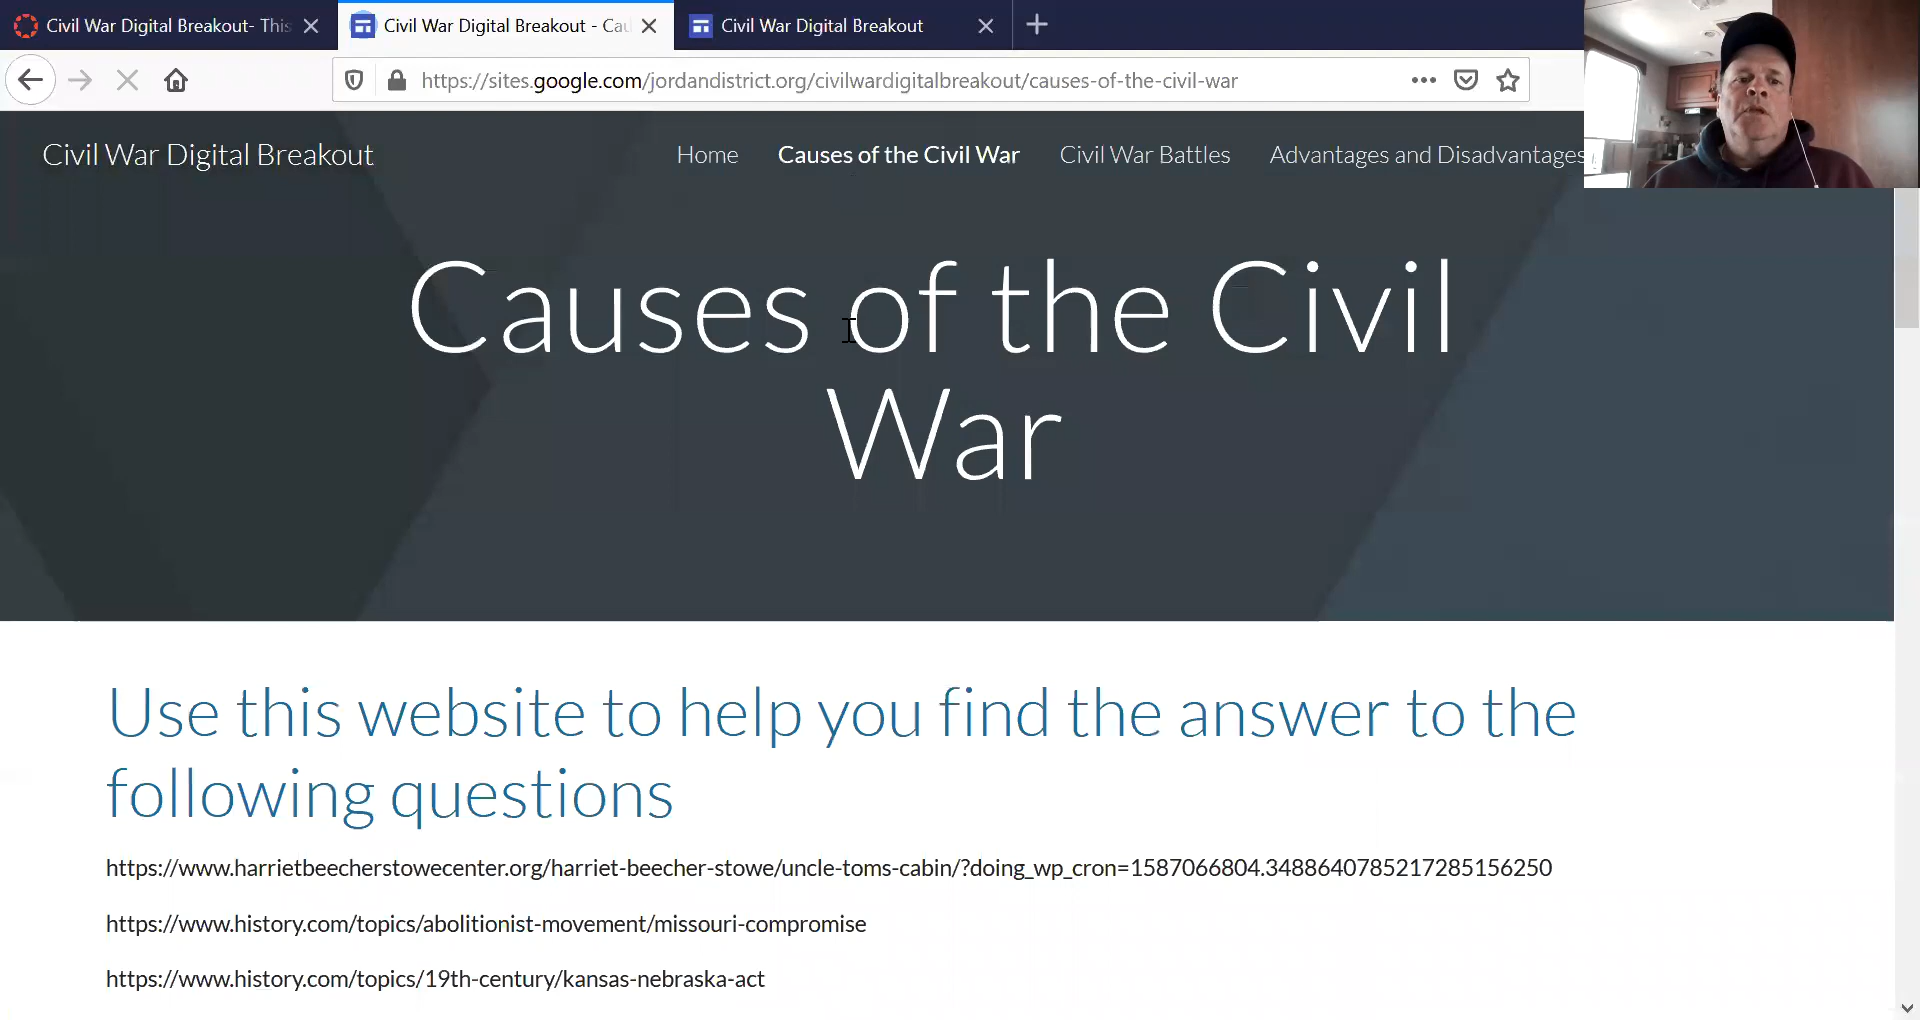 Civil War Digital Breakout- This
Civil War Digital Breakout - Cau
Civil War Digital Breakout
https://sites.google.com/jordandistrict.org/civilwardigitalbreakout/causes-of-the-civil-war
Civil War Digital Breakout
Home
Causes of the Civil War
Civil War Battles
Advantages and Disadvantages
Causes of the Civil
War
Use this website to help you find the answer to the
following questions
https://www.harrietbeecherstowecenter.org/harriet-beecher-stowe/uncle-toms-cabin/?doing_wp_cron=1587066804.3488640785217285156250
https://www.history.com/topics/abolitionist-movement/missouri-compromise
https://www.history.com/topics/19th-century/kansas-nebraska-act